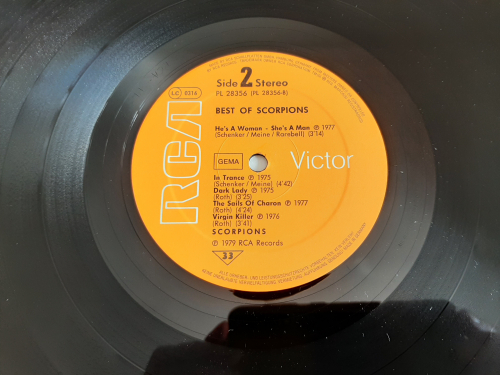 Side 2 Stereo
LC 0316
PL 28356 (PL 28356-B)
BEST OF SCORPIONS
He's A Woman - She's A Man ℗ 1977
(Schenker / Meine / Rarebell) (3'14)
RCA
GEMA
Victor
In Trance ℗ 1975
(Schenker / Meine) (4'42)
Dark Lady ℗ 1975
(Roth) (3'25)
The Sails Of Charon ℗ 1977
(Roth) (4'24)
Virgin Killer ℗ 1976
(Roth) (3'41)
SCORPIONS
℗ 1979 RCA Records
33